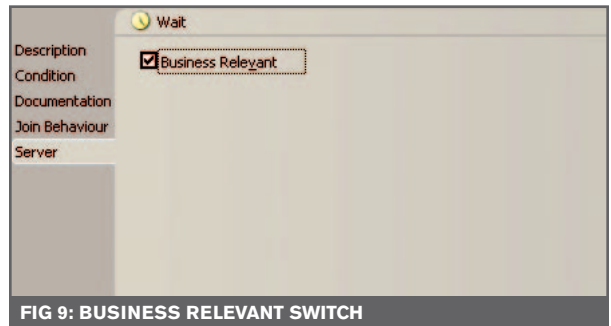 Wait
Description
Business Relevant
Condition
Documentation
Join Behaviour
Server
FIG 9: BUSINESS RELEVANT SWITCH